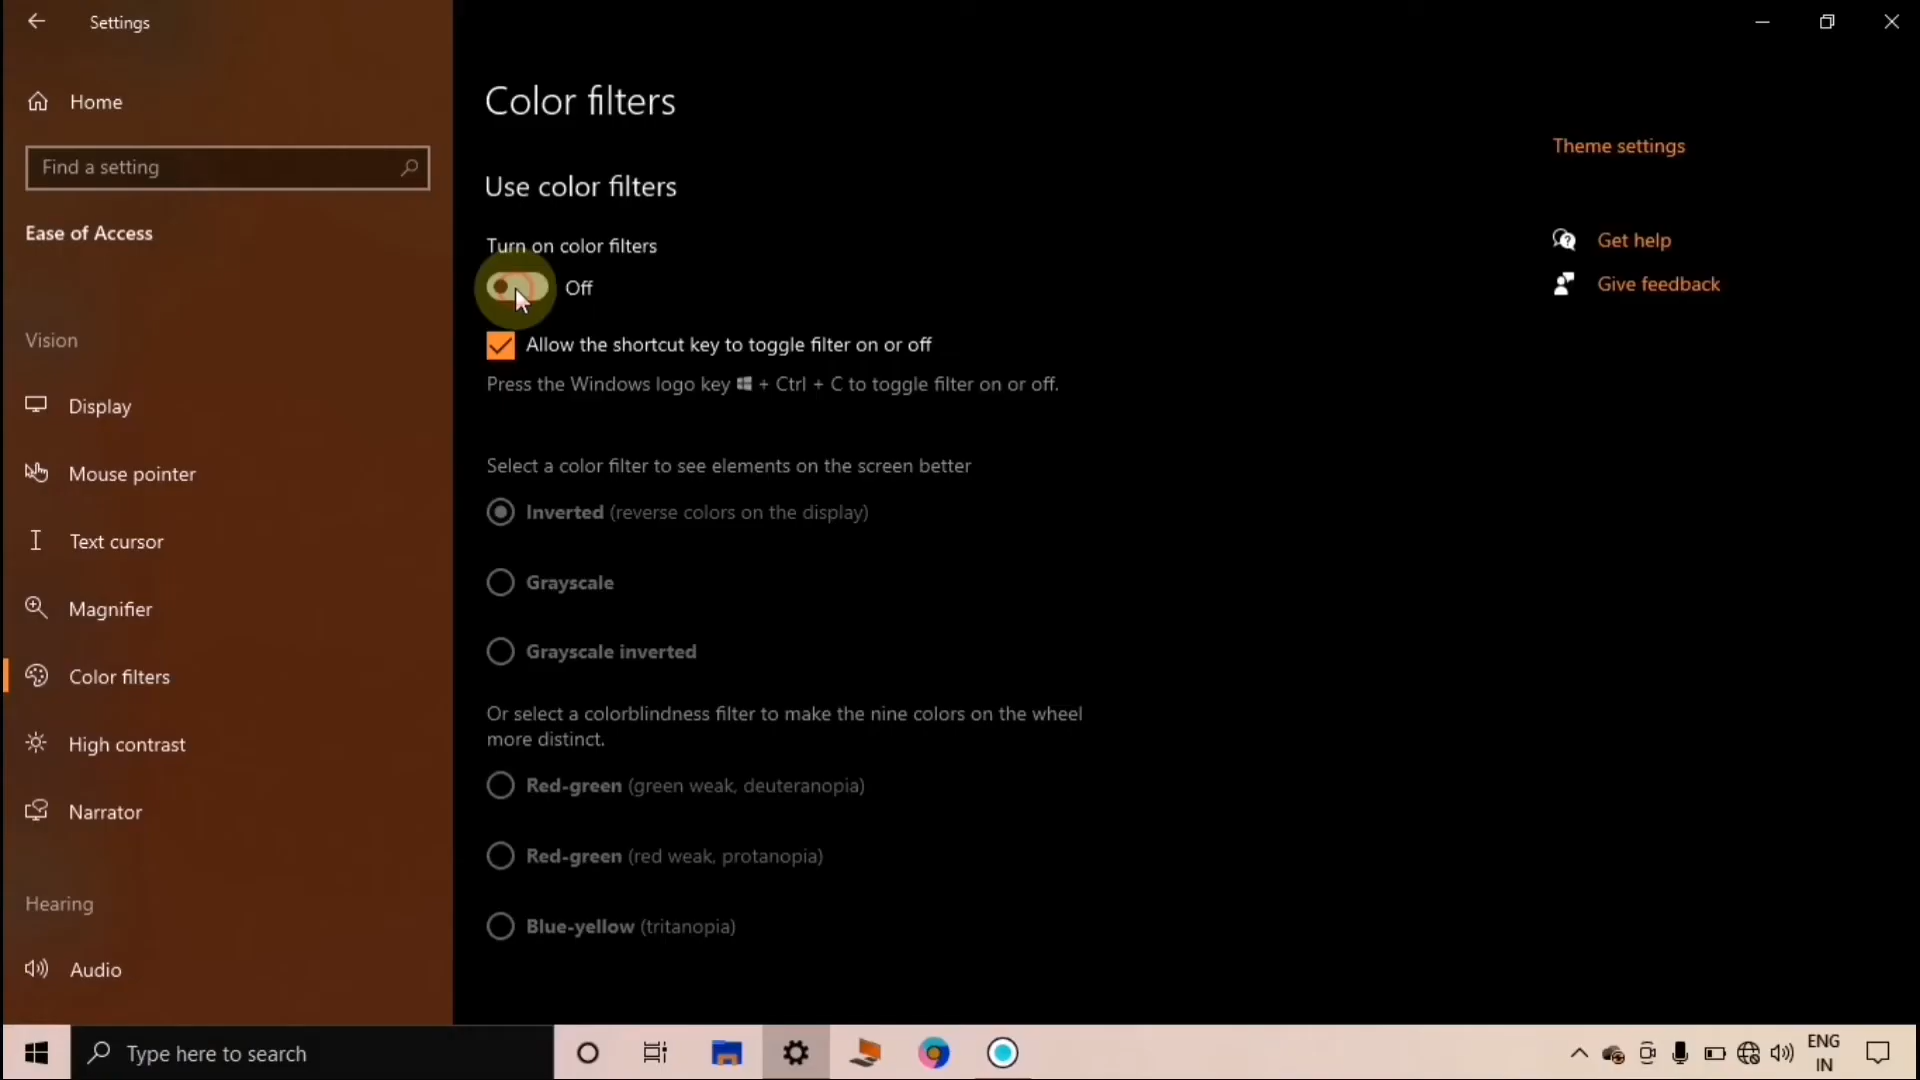 Settings
Home
Find a setting
Ease of Access
Vision
Display
Mouse pointer
Text cursor
Magnifier
Color filters
High contrast
Narrator
Hearing
Audio
Color filters
Use color filters
Turn on color filters
Off
Allow the shortcut key to toggle filter on or off
Press the Windows logo key + Ctrl + C to toggle filter on or off.
Select a color filter to see elements on the screen better
Inverted (reverse colors on the display)
Grayscale
Grayscale inverted
Or select a colorblindness filter to make the nine colors on the wheel
more distinct.
Red-green (green weak, deuteranopia)
Red-green (red weak, protanopia)
Blue-yellow (tritanopia)
Theme settings
Get help
Give feedback
Type here to search
ENG
IN